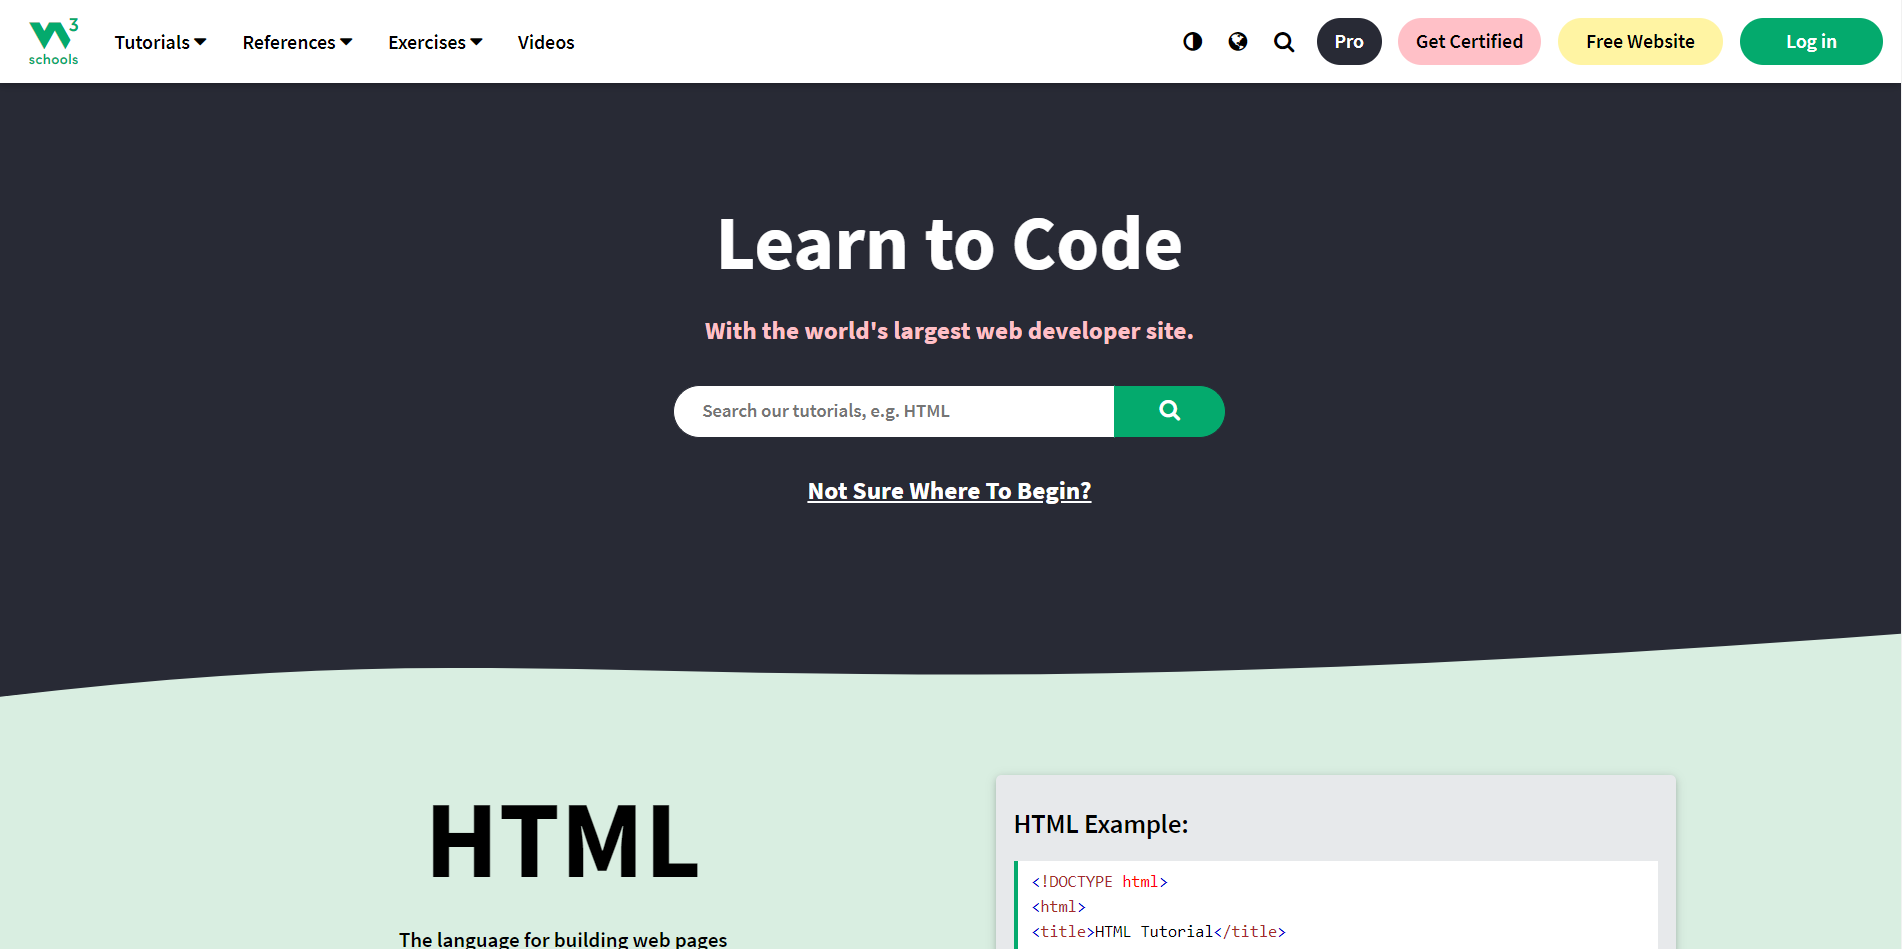 W3 schools
Tutorials References Exercises Videos Pro Get Certified Free Website Log in
Learn to Code
With the world's largest web developer site.
Search our tutorials, e.g. HTML
Not Sure Where To Begin?
HTML
The language for building web pages
HTML Example:
<!DOCTYPE html>
<html>
<title>HTML Tutorial</title>